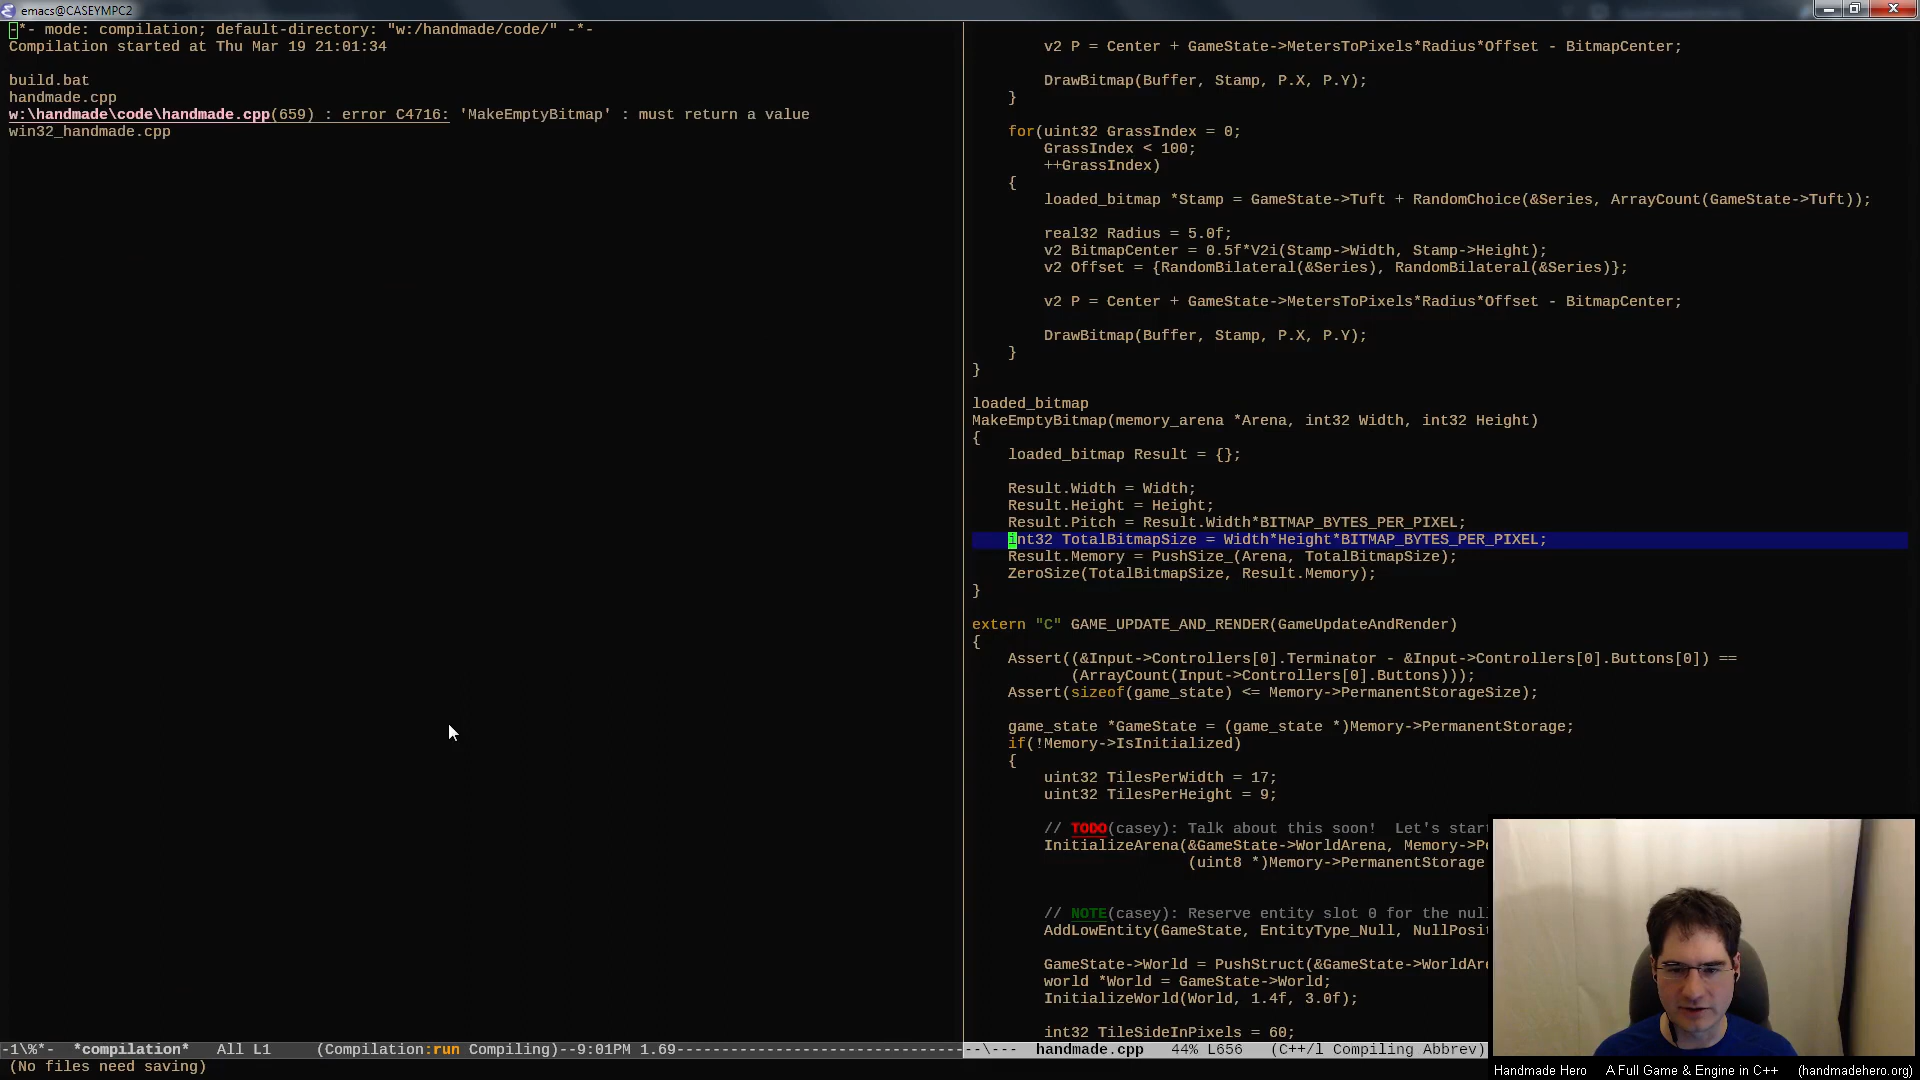 emacs@CASEYMPC2
-*- mode: compilation; default-directory: "w:/handmade/code/" -*-
Compilation started at Thu Mar 19 21:01:34
build.bat
handmade.cpp
w:\handmade\code\handmade.cpp(659) : error C4716: 'MakeEmptyBitmap' : must return a value
win32_handmade.cpp
-1\%*-  *compilation*   All L1     (Compilation:run Compiling)--9:01PM 1.69--------------------------------
(No files need saving)
v2 P = Center + GameState->MetersToPixels*Radius*Offset - BitmapCenter;
DrawBitmap(Buffer, Stamp, P.X, P.Y);
}
for(uint32 GrassIndex = 0;
GrassIndex < 100;
++GrassIndex)
{
loaded_bitmap *Stamp = GameState->Tuft + RandomChoice(&Series, ArrayCount(GameState->Tuft));
real32 Radius = 5.0f;
v2 BitmapCenter = 0.5f*V2i(Stamp->Width, Stamp->Height);
v2 Offset = {RandomBilateral(&Series), RandomBilateral(&Series)};
v2 P = Center + GameState->MetersToPixels*Radius*Offset - BitmapCenter;
DrawBitmap(Buffer, Stamp, P.X, P.Y);
}
}
loaded_bitmap
MakeEmptyBitmap(memory_arena *Arena, int32 Width, int32 Height)
{
loaded_bitmap Result = {};
Result.Width = Width;
Result.Height = Height;
Result.Pitch = Result.Width*BITMAP_BYTES_PER_PIXEL;
int32 TotalBitmapSize = Width*Height*BITMAP_BYTES_PER_PIXEL;
Result.Memory = PushSize_(Arena, TotalBitmapSize);
ZeroSize(TotalBitmapSize, Result.Memory);
}
extern "C" GAME_UPDATE_AND_RENDER(GameUpdateAndRender)
{
Assert((&Input->Controllers[0].Terminator - &Input->Controllers[0].Buttons[0]) ==
(ArrayCount(Input->Controllers[0].Buttons)));
Assert(sizeof(game_state) <= Memory->PermanentStorageSize);
game_state *GameState = (game_state *)Memory->PermanentStorage;
if(!Memory->IsInitialized)
{
uint32 TilesPerWidth = 17;
uint32 TilesPerHeight = 9;
// TODO(casey): Talk about this soon!  Let's star
InitializeArena(&GameState->WorldArena, Memory->Pe
(uint8 *)Memory->PermanentStorage
// NOTE(casey): Reserve entity slot 0 for the nul
AddLowEntity(GameState, EntityType_Null, NullPosit
GameState->World = PushStruct(&GameState->WorldAre
world *World = GameState->World;
InitializeWorld(World, 1.4f, 3.0f);
int32 TileSideInPixels = 60;
--\---  handmade.cpp   44% L656   (C++/l Compiling Abbrev)
Handmade Hero   A Full Game & Engine in C++   (handmadehero.org)